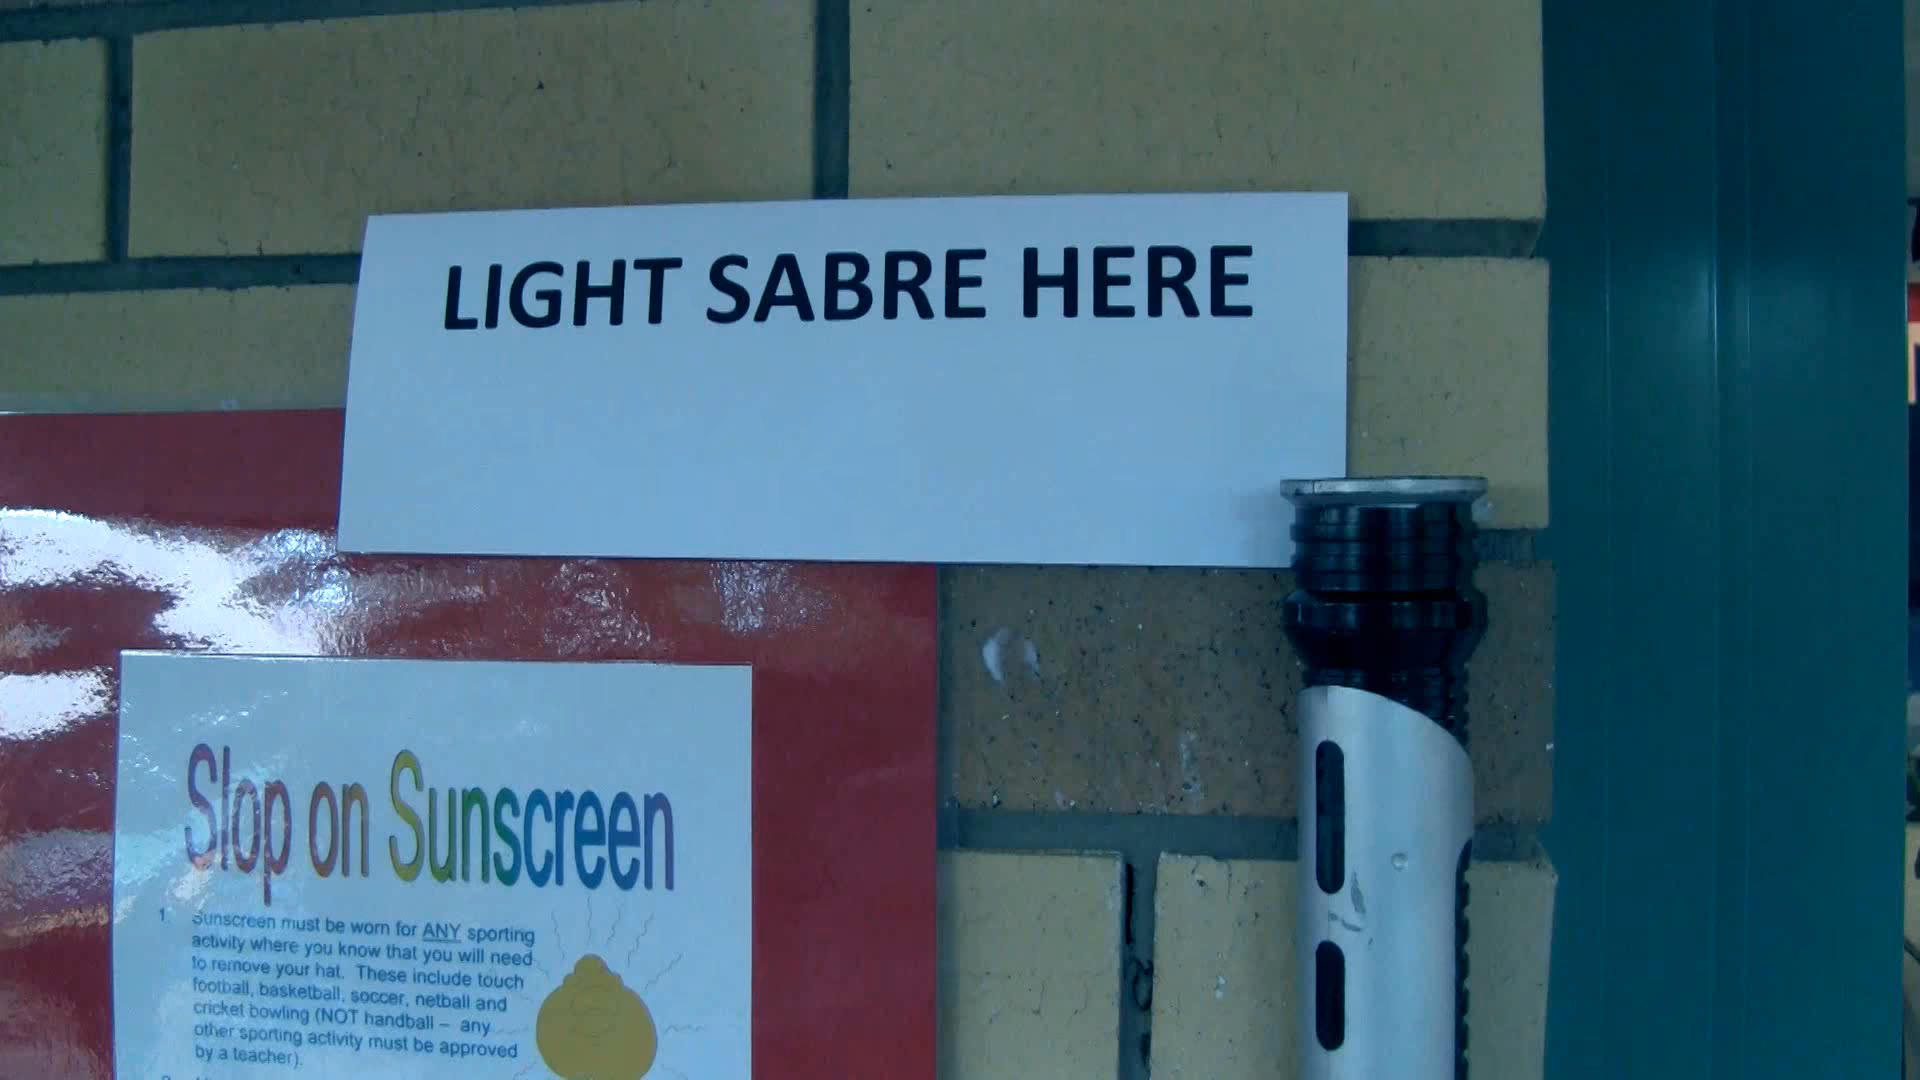 LIGHT SABRE HERE
Slop on Sunscreen
1. Sunscreen must be worn for ANY sporting
activity where you know that you will need
to remove your hat. These include touch
football, basketball, soccer, netball and
cricket bowling (NOT handball – any
other sporting activity must be approved
by a teacher).